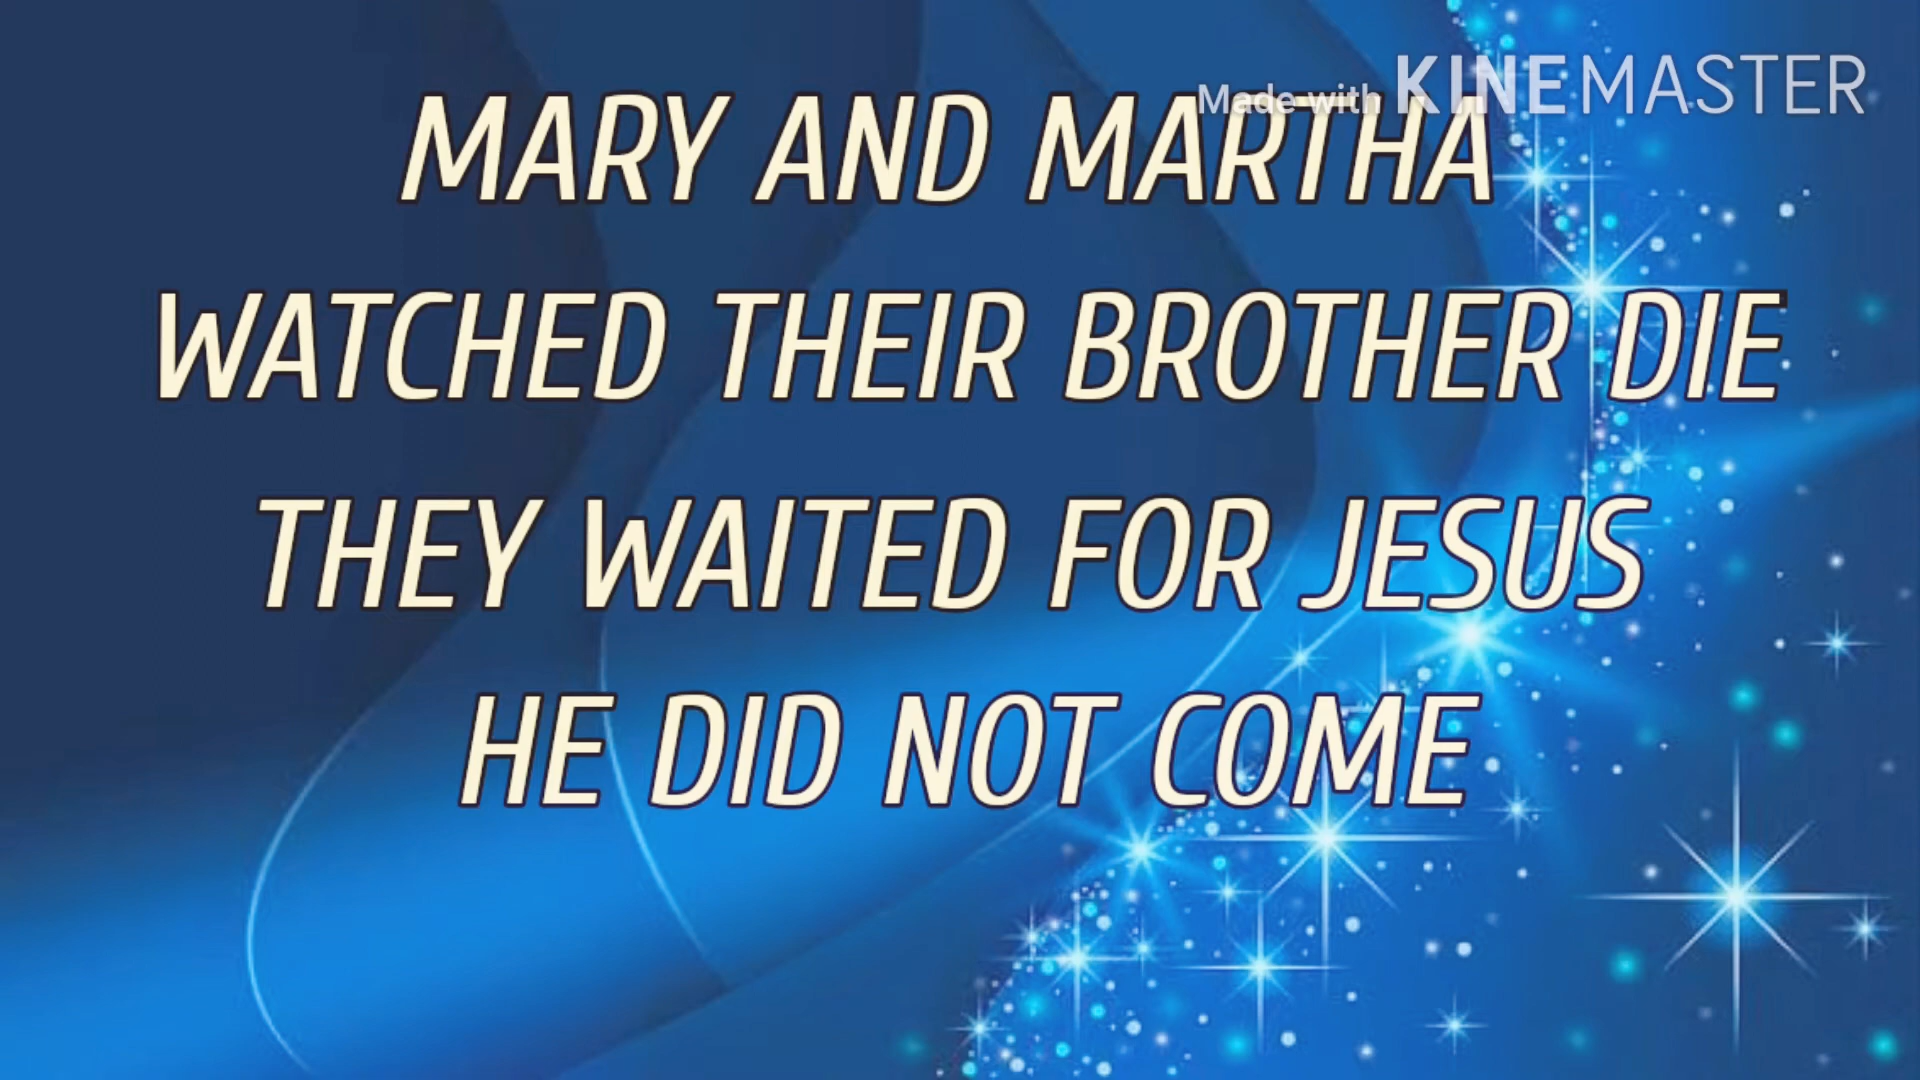 Made with KINEMASTER
MARY AND MARTHA
WATCHED THEIR BROTHER DIE
THEY WAITED FOR JESUS
HE DID NOT COME